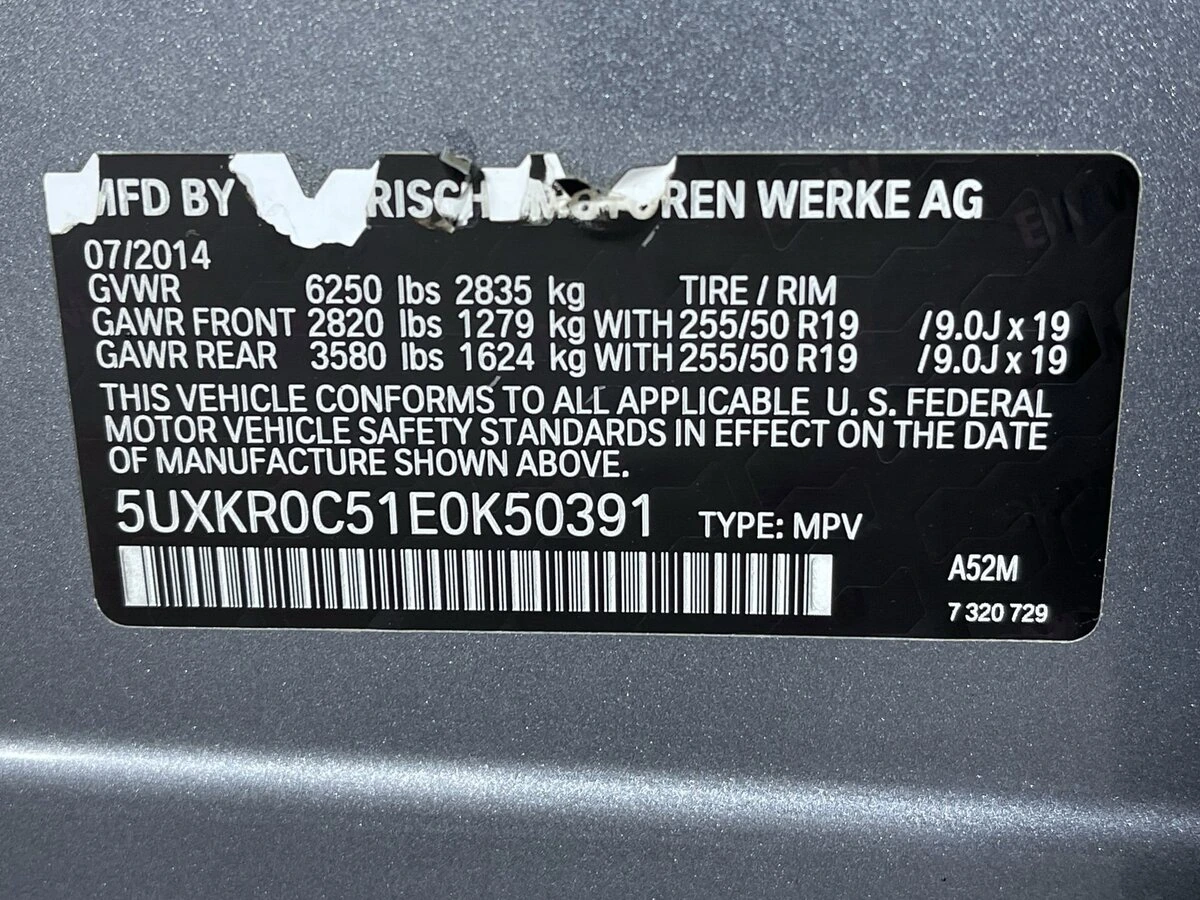 MFD BY RISCH MOTOREN WERKE AG
07/2014
GVWR 6250 lbs 2835 kg TIRE / RIM
GAWR FRONT 2820 lbs 1279 kg WITH 255/50 R19 /9.0J x 19
GAWR REAR 3580 lbs 1624 kg WITH 255/50 R19 /9.0J x 19
THIS VEHICLE CONFORMS TO ALL APPLICABLE U. S. FEDERAL
MOTOR VEHICLE SAFETY STANDARDS IN EFFECT ON THE DATE
OF MANUFACTURE SHOWN ABOVE.
5UXKR0C51E0K50391 TYPE: MPV
A52M
7 320 729